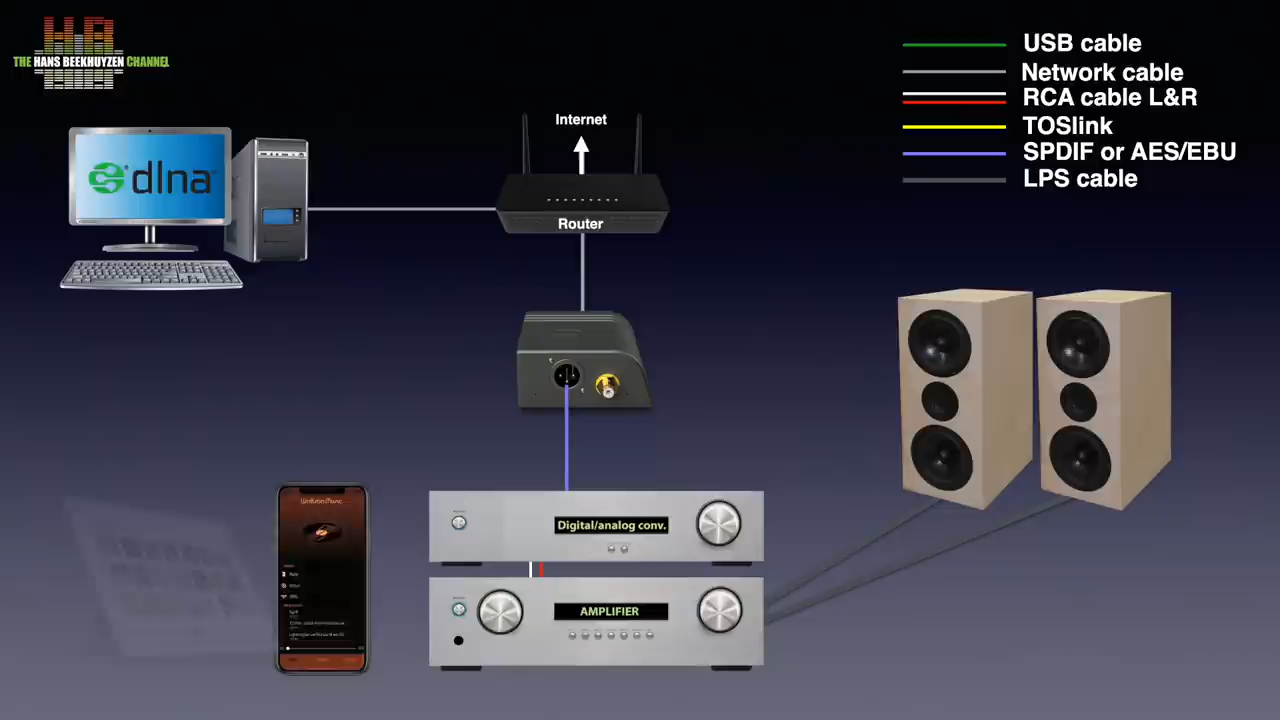 THE HANS BEEKHUYZEN CHANNEL
USB cable
Network cable
RCA cable L&R
TOSlink
SPDIF or AES/EBU
LPS cable
Internet
Router
dlna
Digital/analog conv.
AMPLIFIER